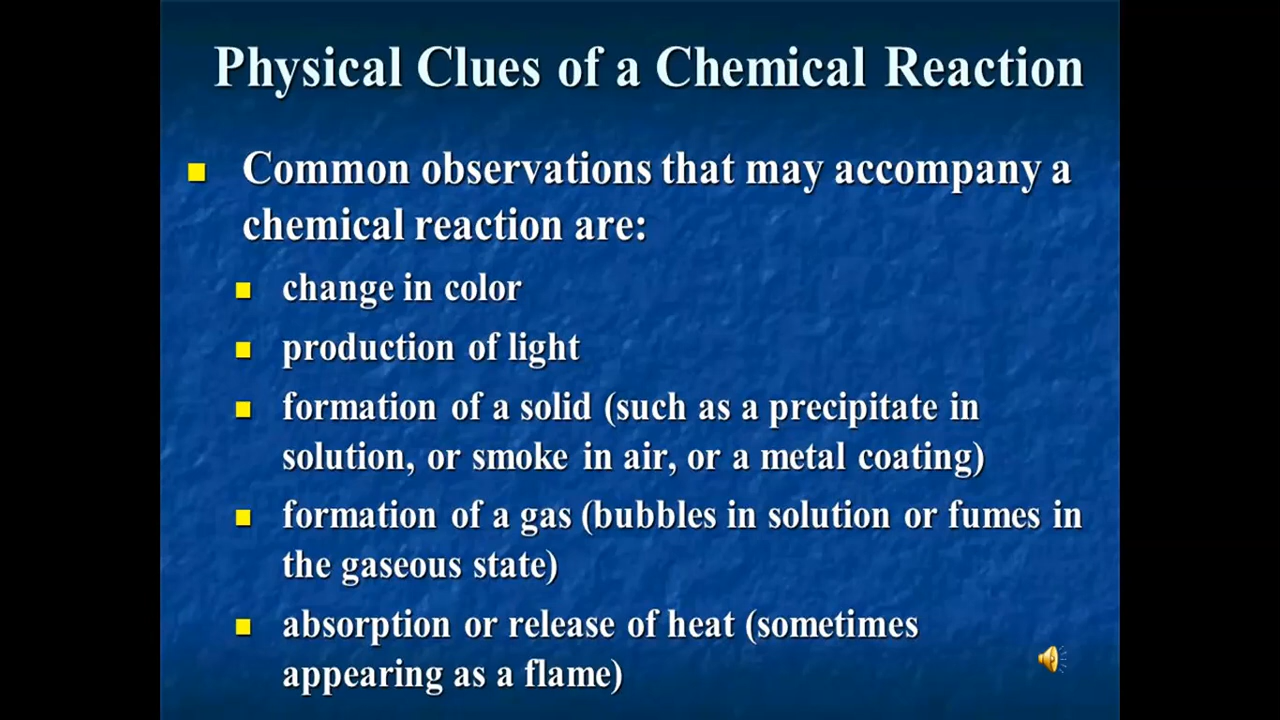 Physical Clues of a Chemical Reaction
Common observations that may accompany a
chemical reaction are:
change in color
production of light
formation of a solid (such as a precipitate in
solution, or smoke in air, or a metal coating)
formation of a gas (bubbles in solution or fumes in
the gaseous state)
absorption or release of heat (sometimes
appearing as a flame)